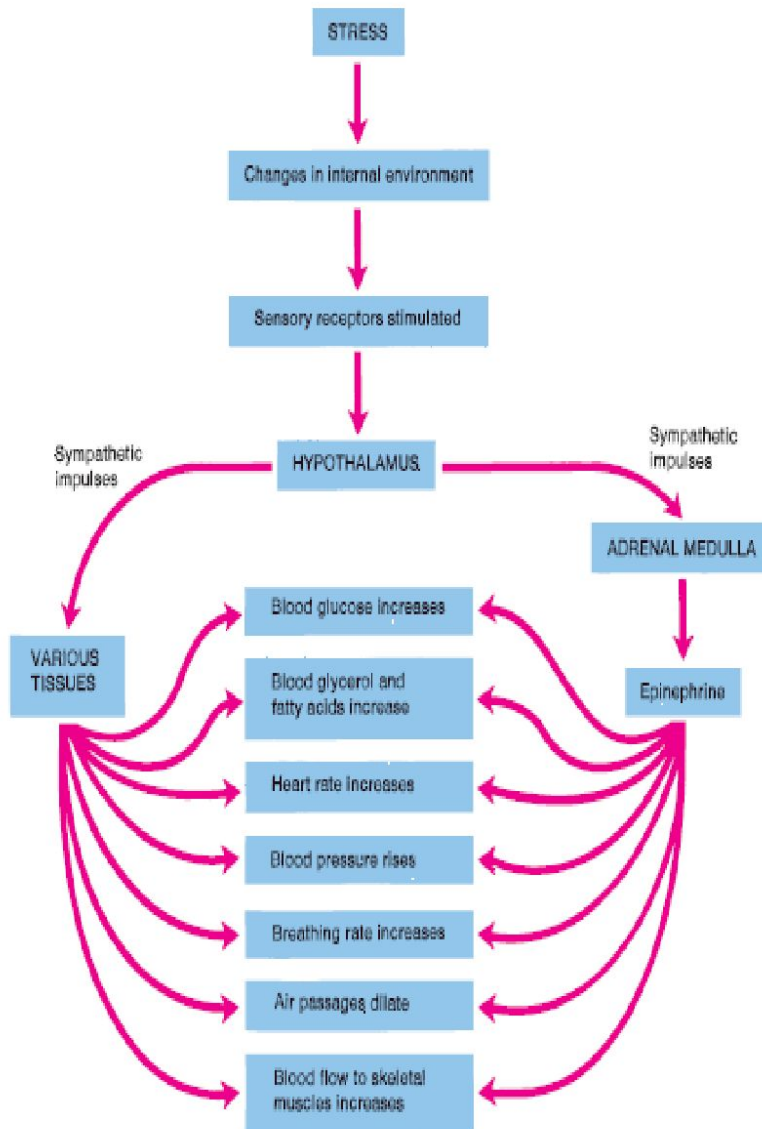 STRESS
Changes in internal environment
Sensory receptors stimulated
Sympathetic
impulses
HYPOTHALAMUS
Sympathetic
impulses
ADRENAL MEDULLA
VARIOUS
TISSUES
Epinephrine
Blood glucose increases
Blood glycerol and
fatty acids increase
Heart rate increases
Blood pressure rises
Breathing rate increases
Air passages dilate
Blood flow to skeletal
muscles increases